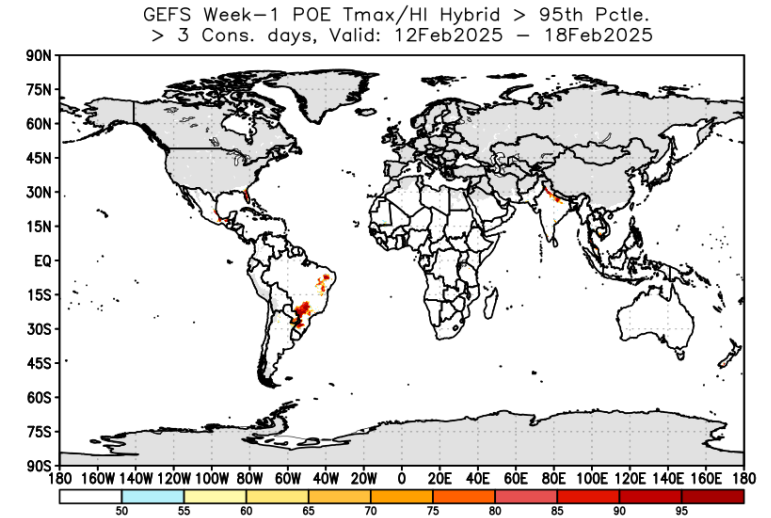 GEFS Week-1 POE Tmax/HI Hybrid > 95th Pctle.
> 3 Cons. days, Valid: 12Feb2025 - 18Feb2025
90N
75N
60N
45N
30N
15N
EQ
15S
30S
45S
60S
75S
90S
180 160W 140W 120W 100W 80W 60W 40W 20W 0 20E 40E 60E 80E 100E 120E 140E 160E 180
50 55 60 65 70 75 80 85 90 95